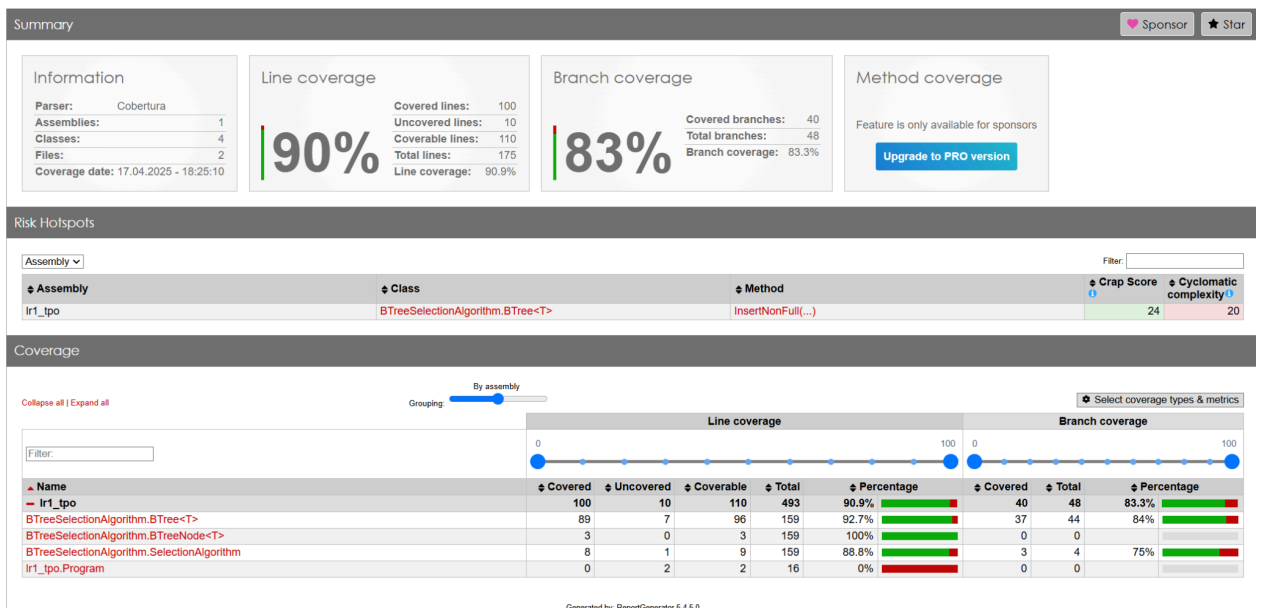 Summary
Sponsor
Star
Information
Parser: Cobertura
Assemblies: 1
Classes: 4
Files: 2
Coverage date: 17.04.2025 - 18:25:10
Line coverage
90%
Covered lines: 100
Uncovered lines: 10
Coverable lines: 110
Total lines: 175
Line coverage: 90.9%
Branch coverage
83%
Covered branches: 40
Total branches: 48
Branch coverage: 83.3%
Method coverage
Feature is only available for sponsors
Upgrade to PRO version
Risk Hotspots
Assembly
Filter:
Assembly Class Method Crap Score Cyclomatic complexity
lr1_tpo BTreeSelectionAlgorithm.BTree<T> InsertNonFull(...) 24 20
Coverage
Collapse all | Expand all
By assembly
Grouping:
Select coverage types & metrics
Line coverage Branch coverage
Filter:
0 100 0 100
Name Covered Uncovered Coverable Total Percentage Covered Total Percentage
lr1_tpo 100 10 110 493 90.9% 40 48 83.3%
BTreeSelectionAlgorithm.BTree<T> 89 7 96 159 92.7% 37 44 84%
BTreeSelectionAlgorithm.BTreeNode<T> 3 0 3 159 100% 0 0
BTreeSelectionAlgorithm.SelectionAlgorithm 8 1 9 159 88.8% 3 4 75%
lr1_tpo.Program 0 2 2 16 0% 0 0
Generated by: ReportGenerator 5.4.5.0